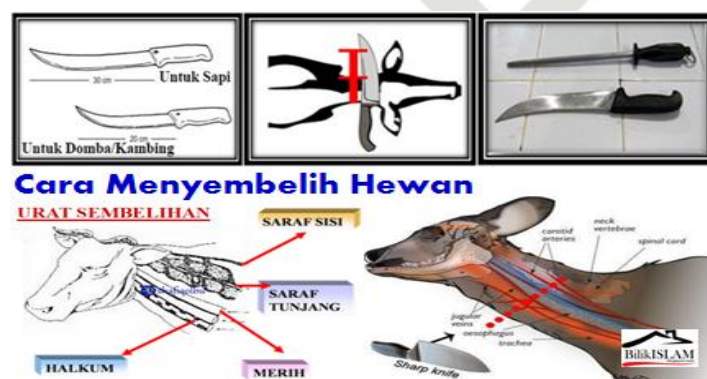 30 cm
Untuk Sapi
20 cm
Untuk Domba/Kambing
Cara Menyembelih Hewan
URAT SEMBELIHAN
SARAF SISI
SARAF
TUNJANG
HALKUM
MERIH
carotid
arteries
neck
vertebrae
spinal cord
jugular
veins
oesophagus
trachea
Sharp knife
BilikISLAM